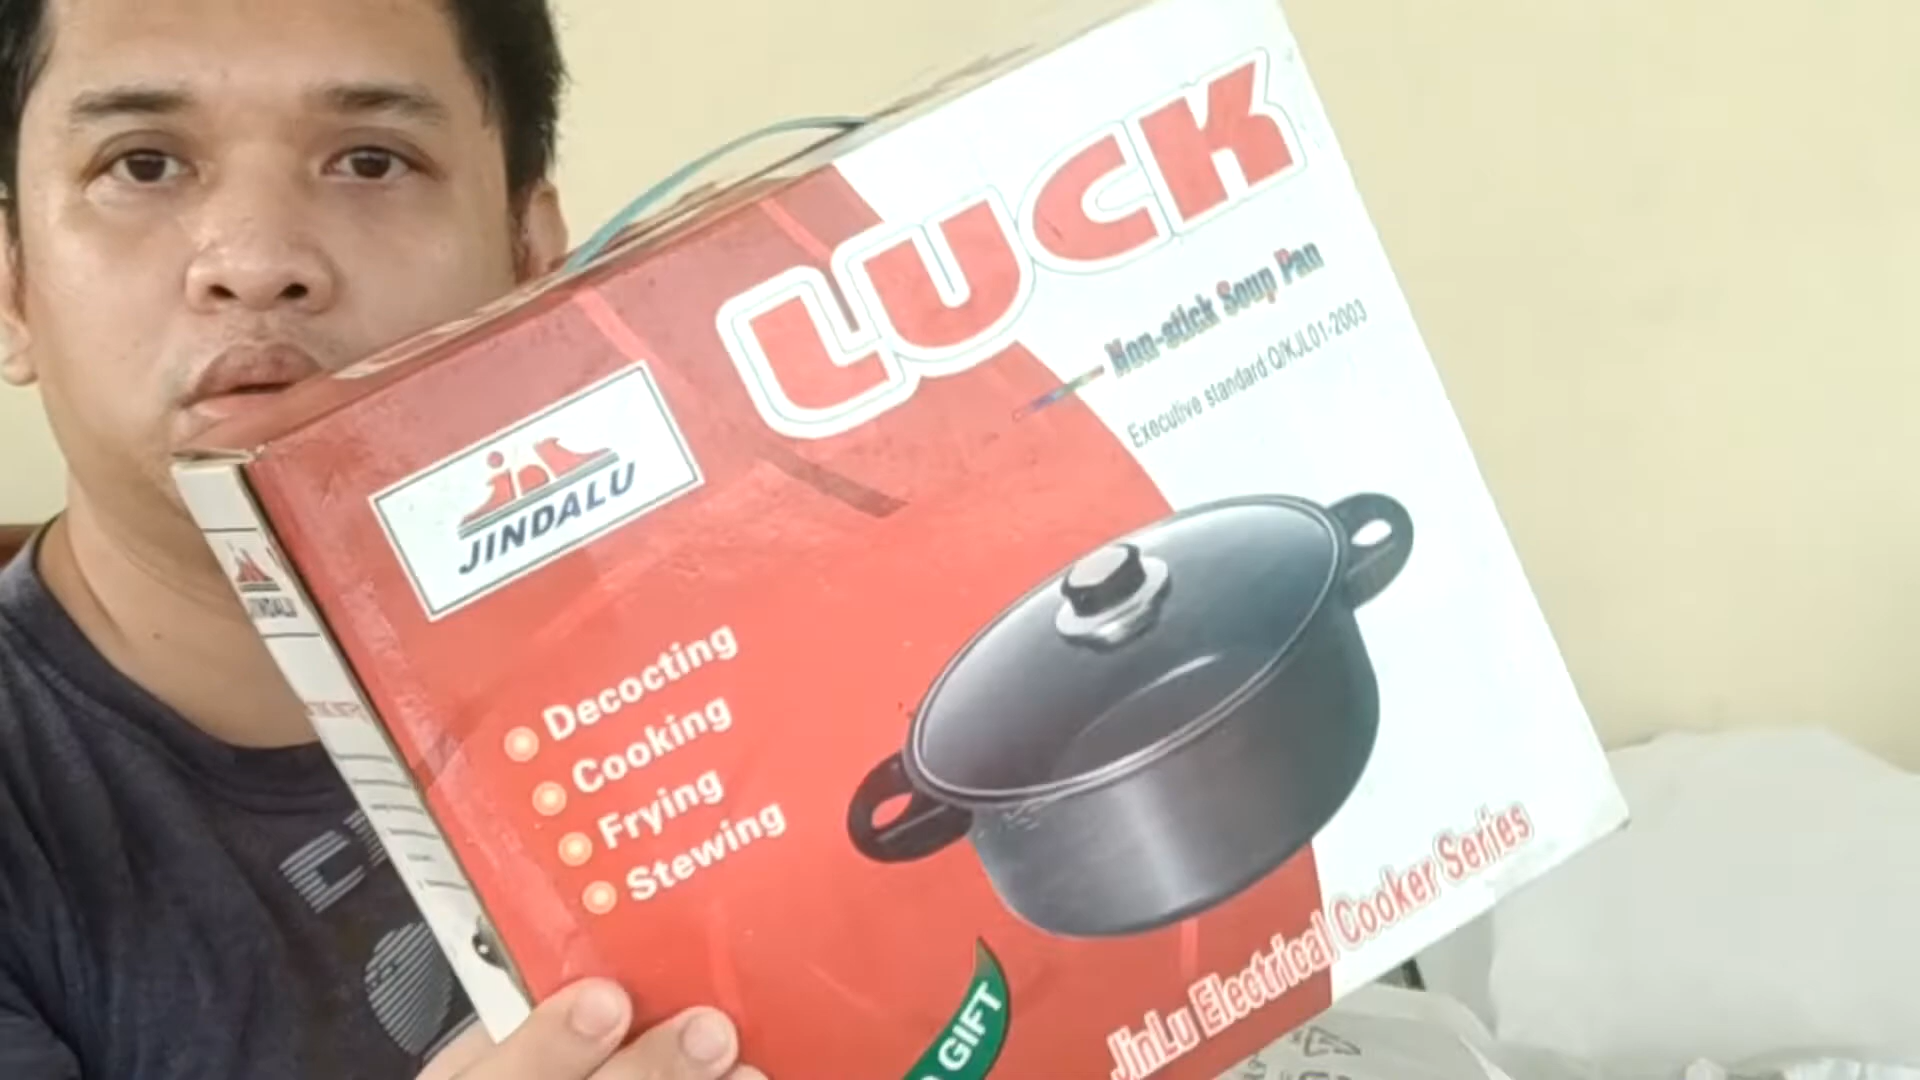 LUCK
Non-stick Soup Pan
Executive standard Q/KJL01-2003
JINDALU
JINDALU
Decocting
Cooking
Frying
Stewing
GIFT
JinLu Electrical Cooker Series